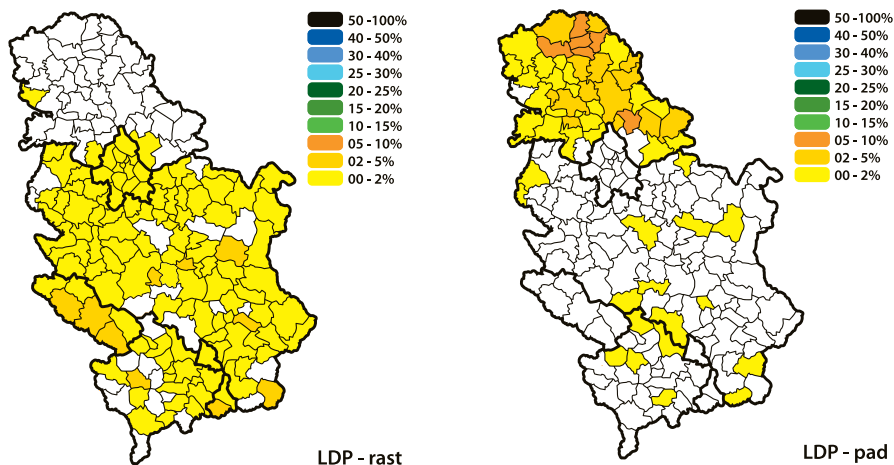 50 -100%
40 - 50%
30 - 40%
25 - 30%
20 - 25%
15 - 20%
10 - 15%
05 - 10%
02 - 5%
00 - 2%
LDP - rast
50 -100%
40 - 50%
30 - 40%
25 - 30%
20 - 25%
15 - 20%
10 - 15%
05 - 10%
02 - 5%
00 - 2%
LDP - pad